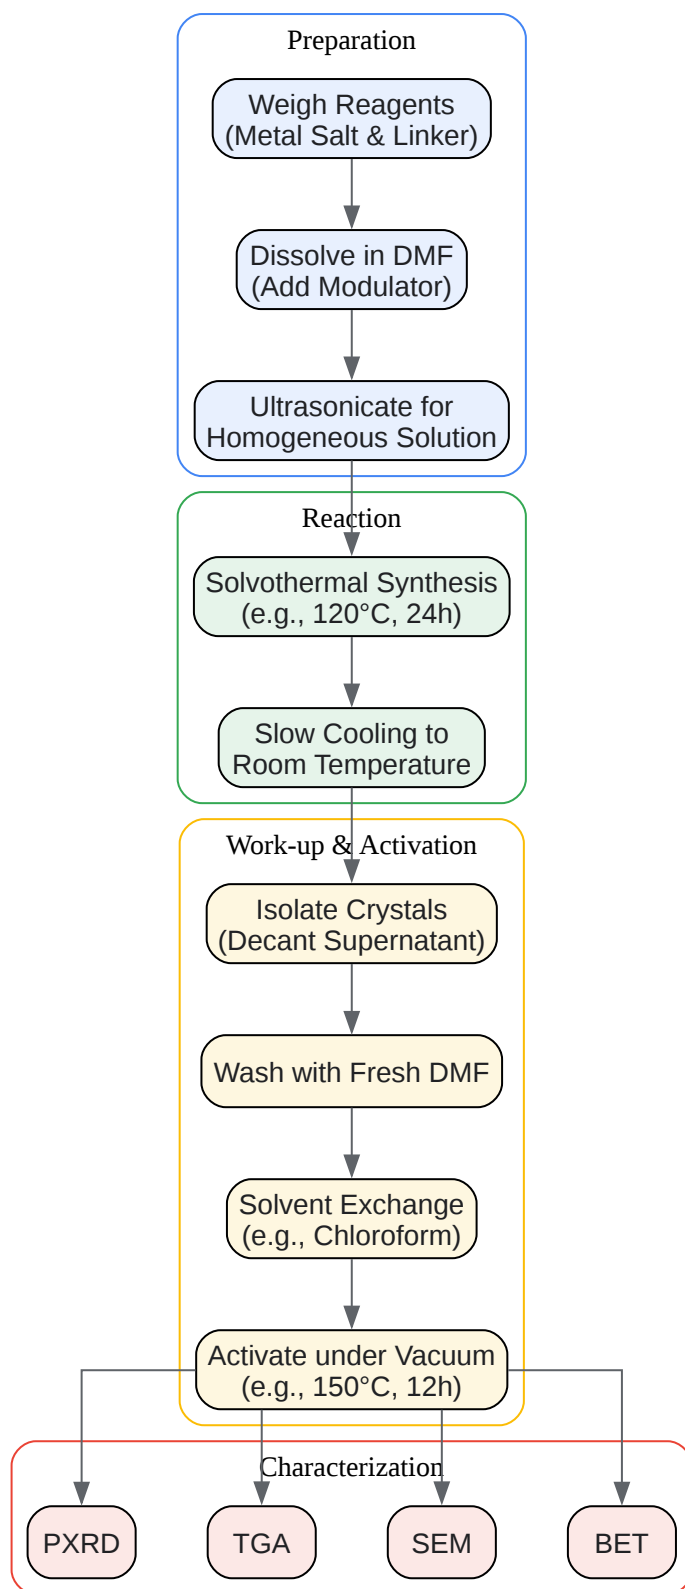 Preparation
Weigh Reagents
(Metal Salt & Linker)
Dissolve in DMF
(Add Modulator)
Ultrasonicate for
Homogeneous Solution
Reaction
Solvothermal Synthesis
(e.g., 120°C, 24h)
Slow Cooling to
Room Temperature
Work-up & Activation
Isolate Crystals
(Decant Supernatant)
Wash with Fresh DMF
Solvent Exchange
(e.g., Chloroform)
Activate under Vacuum
(e.g., 150°C, 12h)
Characterization
PXRD
TGA
SEM
BET